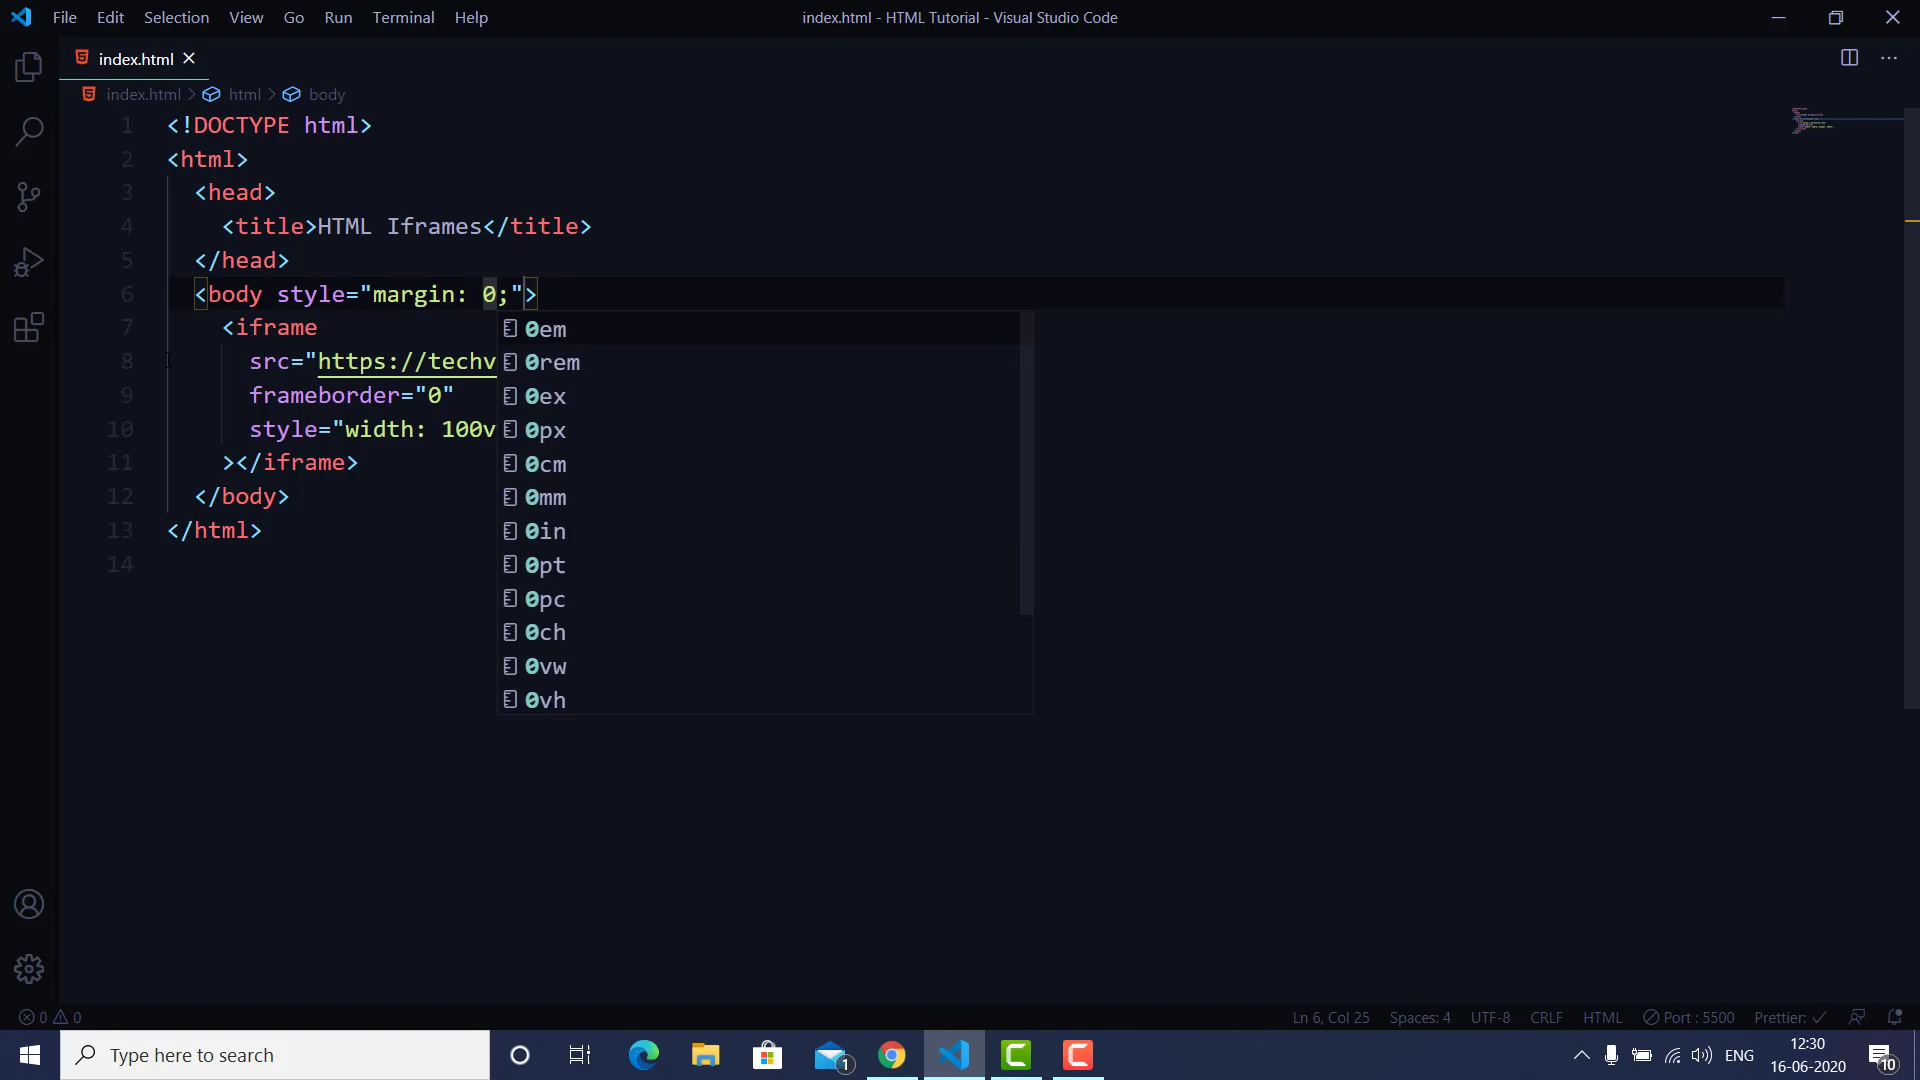 File Edit Selection View Go Run Terminal Help
index.html - HTML Tutorial - Visual Studio Code
index.html
index.html > html > body
1 <!DOCTYPE html>
2 <html>
3 <head>
4 <title>HTML Iframes</title>
5 </head>
6 <body style="margin: 0;">
7 <iframe
8 src="https://techv
9 frameborder="0"
10 style="width: 100v
11 ></iframe>
12 </body>
13 </html>
14
0em
0rem
0ex
0px
0cm
0mm
0in
0pt
0pc
0ch
0vw
0vh
0 0
Ln 6, Col 25 Spaces: 4 UTF-8 CRLF HTML Port : 5500 Prettier: ✓
Type here to search
1
ENG
12:30
16-06-2020
10